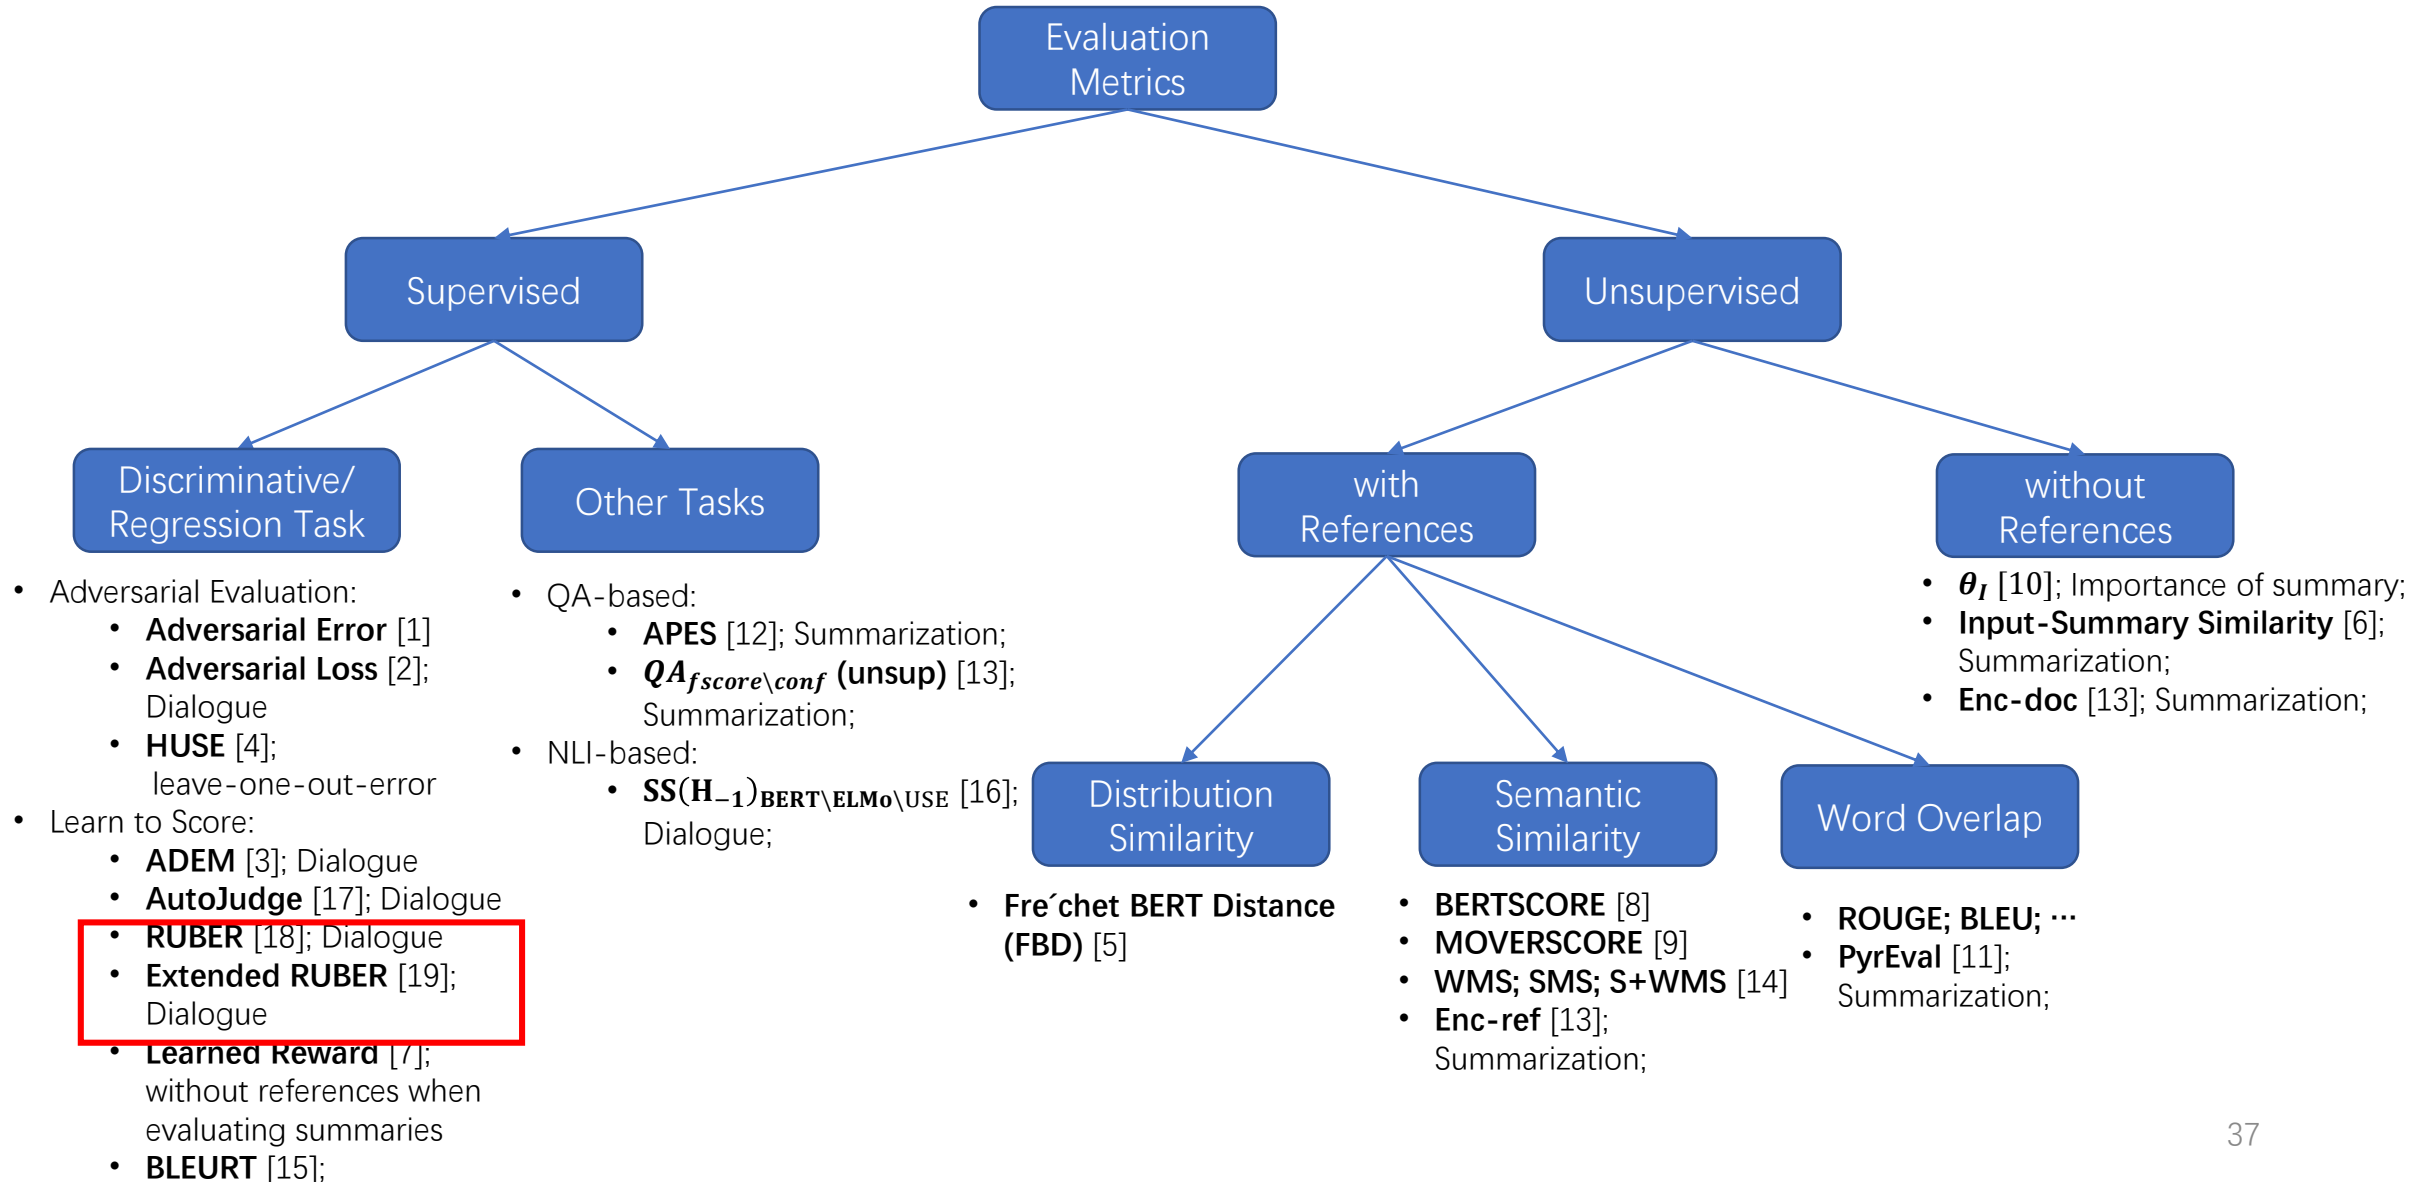 Evaluation
Metrics
Supervised
Unsupervised
Discriminative/
Regression Task
Other Tasks
with
References
without
References
• Adversarial Evaluation:
• Adversarial Error [1]
• Adversarial Loss [2];
Dialogue
• HUSE [4];
leave-one-out-error
• Learn to Score:
• ADEM [3]; Dialogue
• AutoJudge [17]; Dialogue
• RUBER [18]; Dialogue
• Extended RUBER [19];
Dialogue
• Learned Reward [7];
without references when
evaluating summaries
• BLEURT [15];
• QA-based:
• APES [12]; Summarization;
• QA_{fscore\conf} (unsup) [13];
Summarization;
• NLI-based:
• SS(H_{−1})_{BERT\ELMo\USE} [16];
Dialogue;
• θ_I [10]; Importance of summary;
• Input-Summary Similarity [6];
Summarization;
• Enc-doc [13]; Summarization;
Distribution
Similarity
Semantic
Similarity
Word Overlap
• Fre´chet BERT Distance
(FBD) [5]
• BERTSCORE [8]
• MOVERSCORE [9]
• WMS; SMS; S+WMS [14]
• Enc-ref [13];
Summarization;
• ROUGE; BLEU; ···
• PyrEval [11];
Summarization;
37